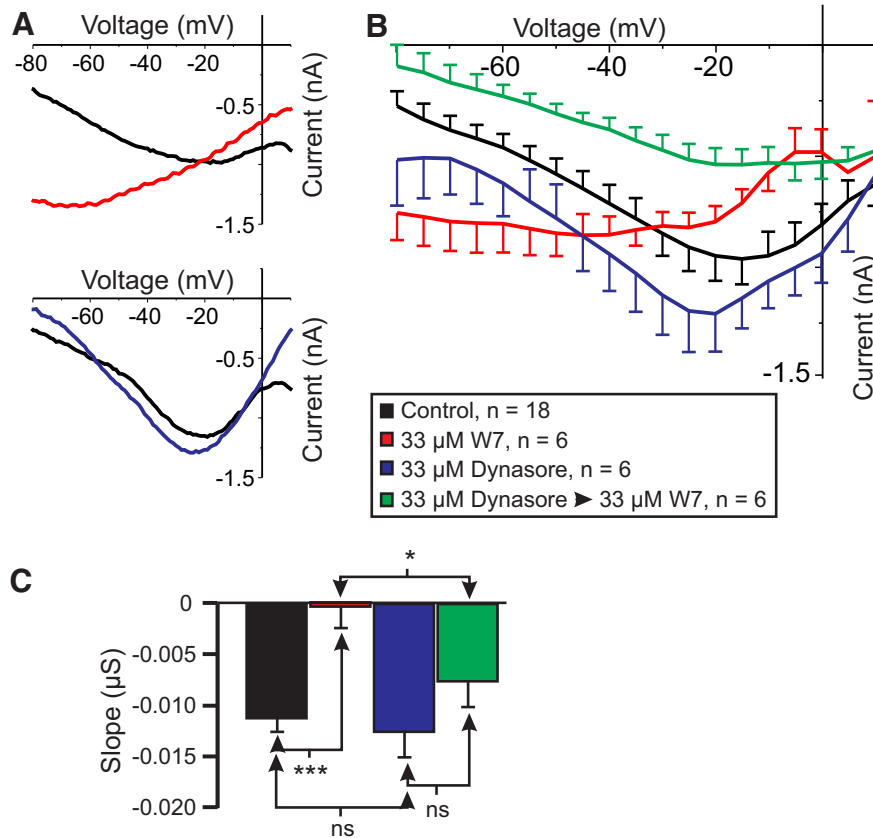 A
Voltage (mV)
-80
-60
-40
-20
-0.5
-1.5
Current (nA)
Voltage (mV)
-60
-40
-20
-0.5
-1.5
Current (nA)
B
Voltage (mV)
-60
-40
-20
-1.5
Current (nA)
Control, n = 18
33 µM W7, n = 6
33 µM Dynasore, n = 6
33 µM Dynasore ► 33 µM W7, n = 6
C
Slope (µS)
0
-0.005
-0.010
-0.015
-0.020
*
***
ns
ns